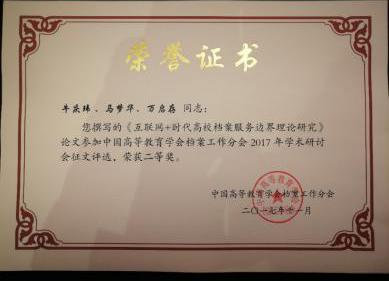 荣誉证书
牛庆玮、马梦华、万启存 同志：
您撰写的《互联网+时代高校档案服务边界理论研究》
论文参加中国高等教育学会档案工作分会2017年学术研讨
会征文评选，荣获二等奖。
中国高等教育学会档案工作分会
二〇一七年十一月